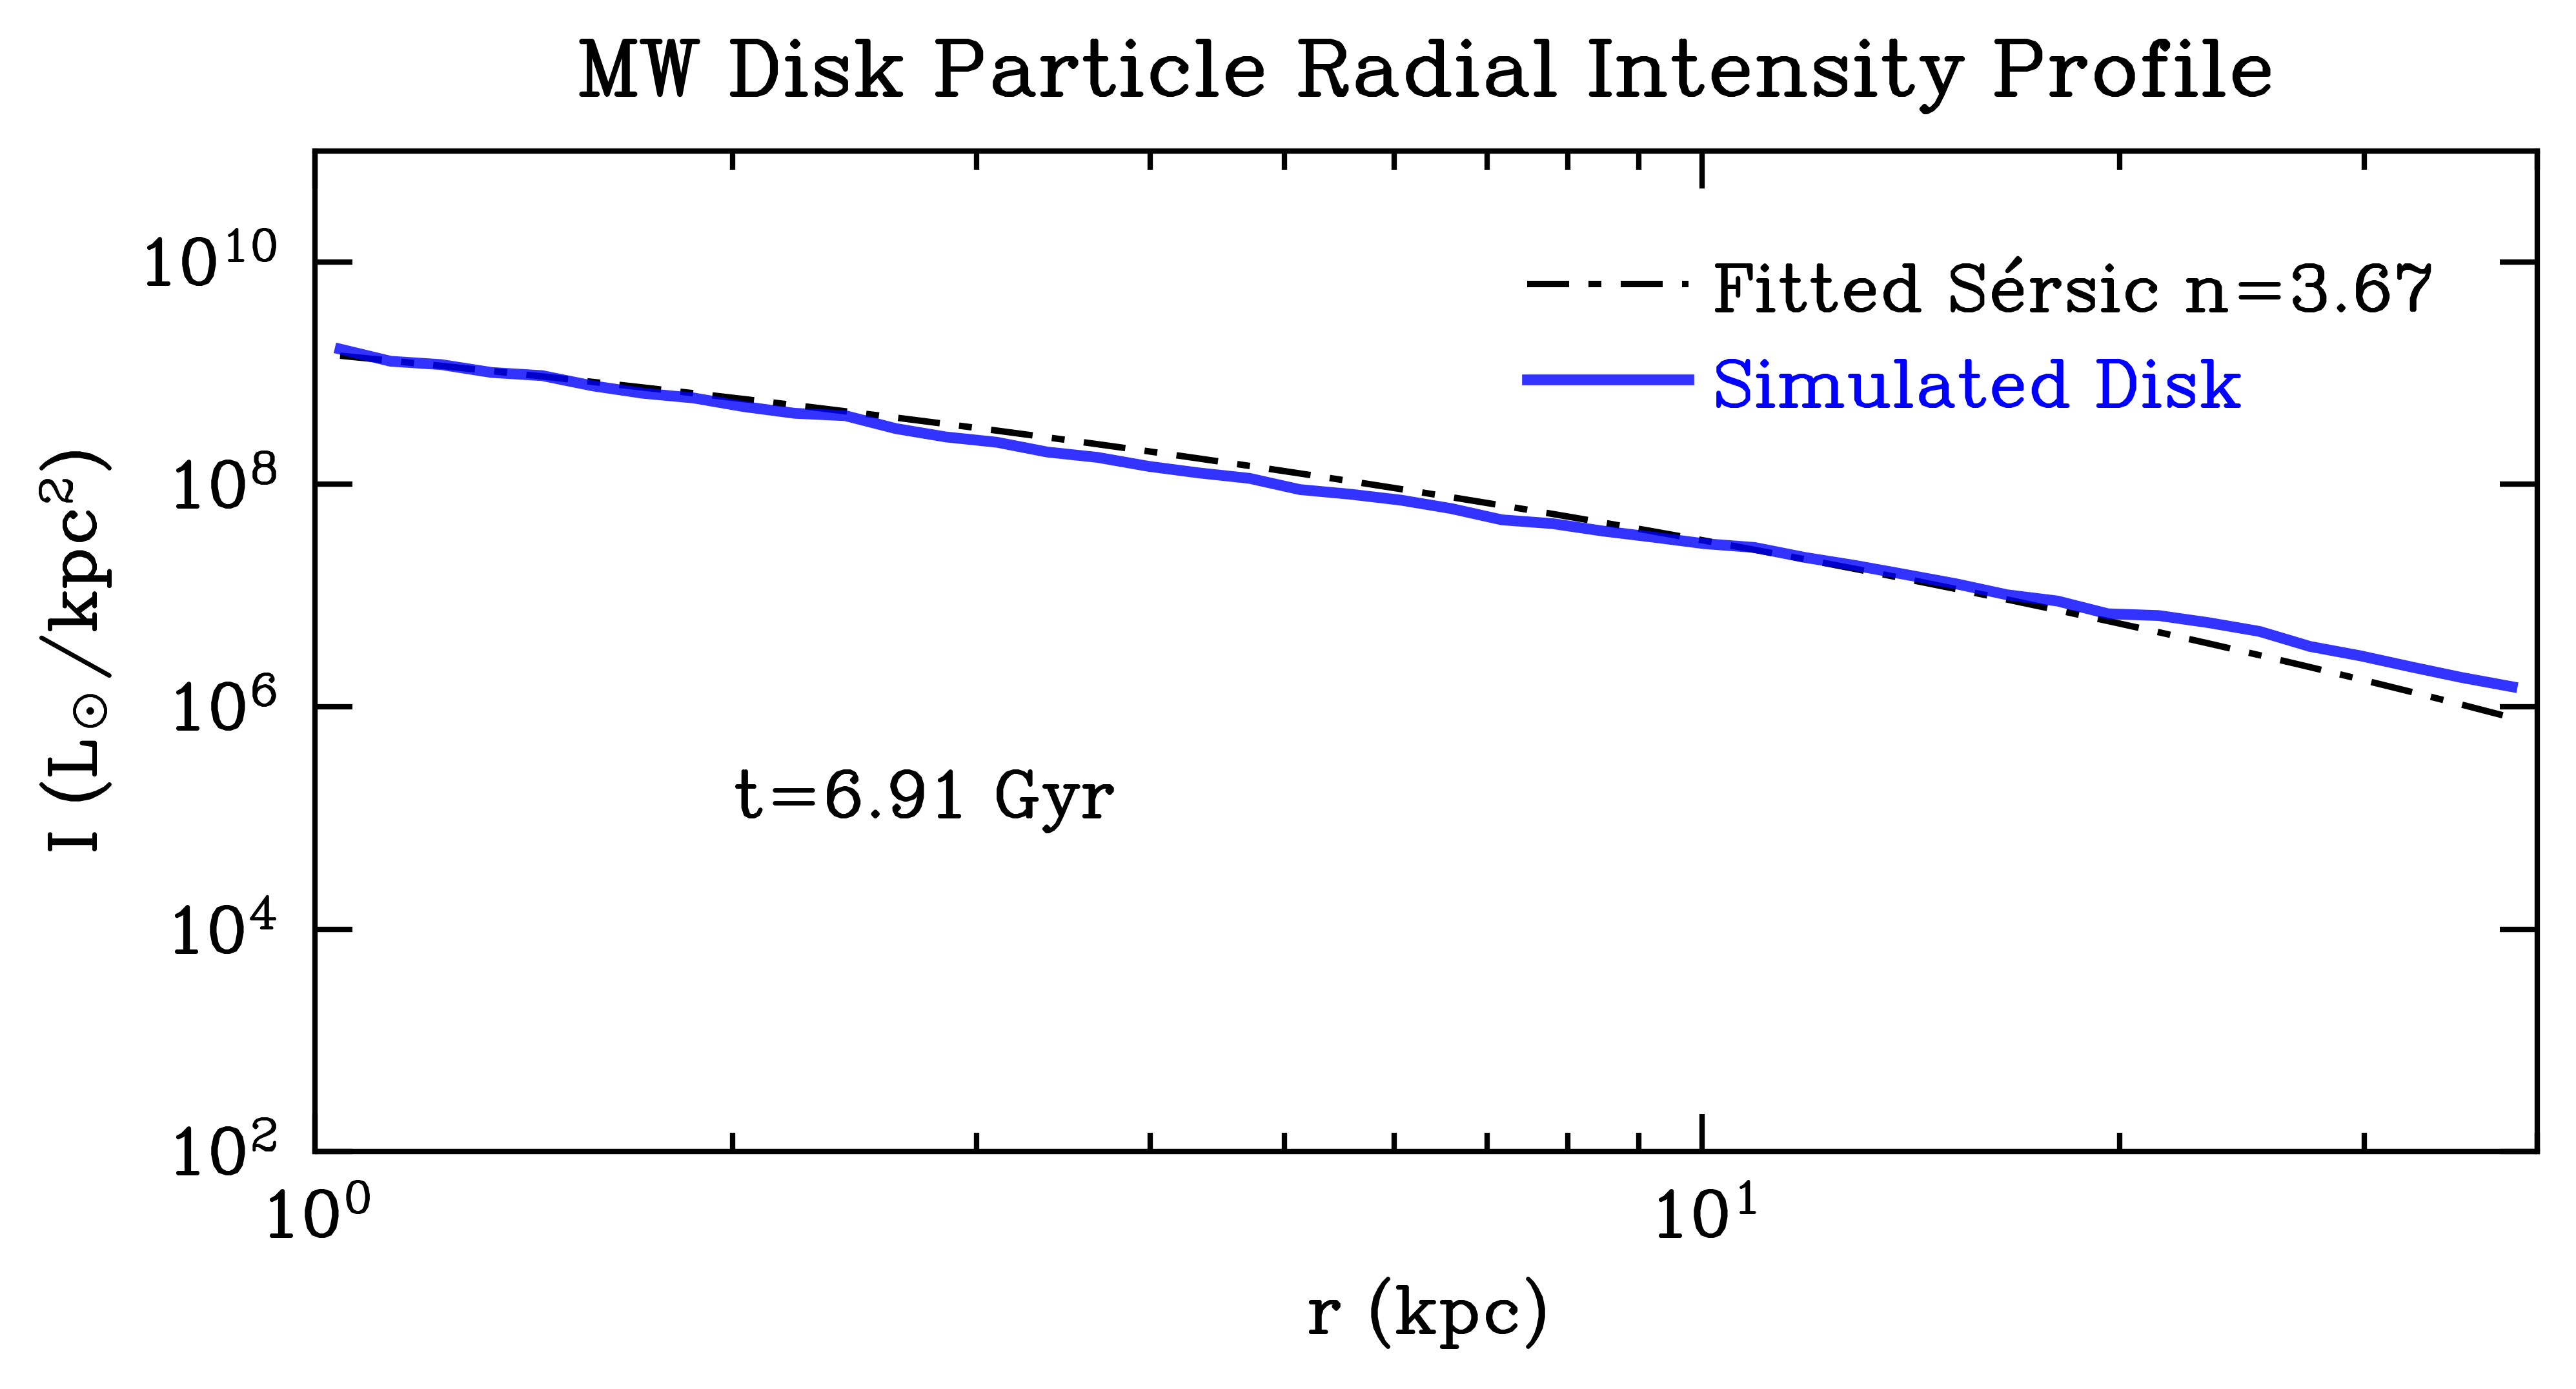 MW Disk Particle Radial Intensity Profile
10¹⁰
10⁸
10⁶
10⁴
10²
I (L⊙/kpc²)
Fitted Sérsic n=3.67
Simulated Disk
t=6.91 Gyr
10⁰
10¹
r (kpc)